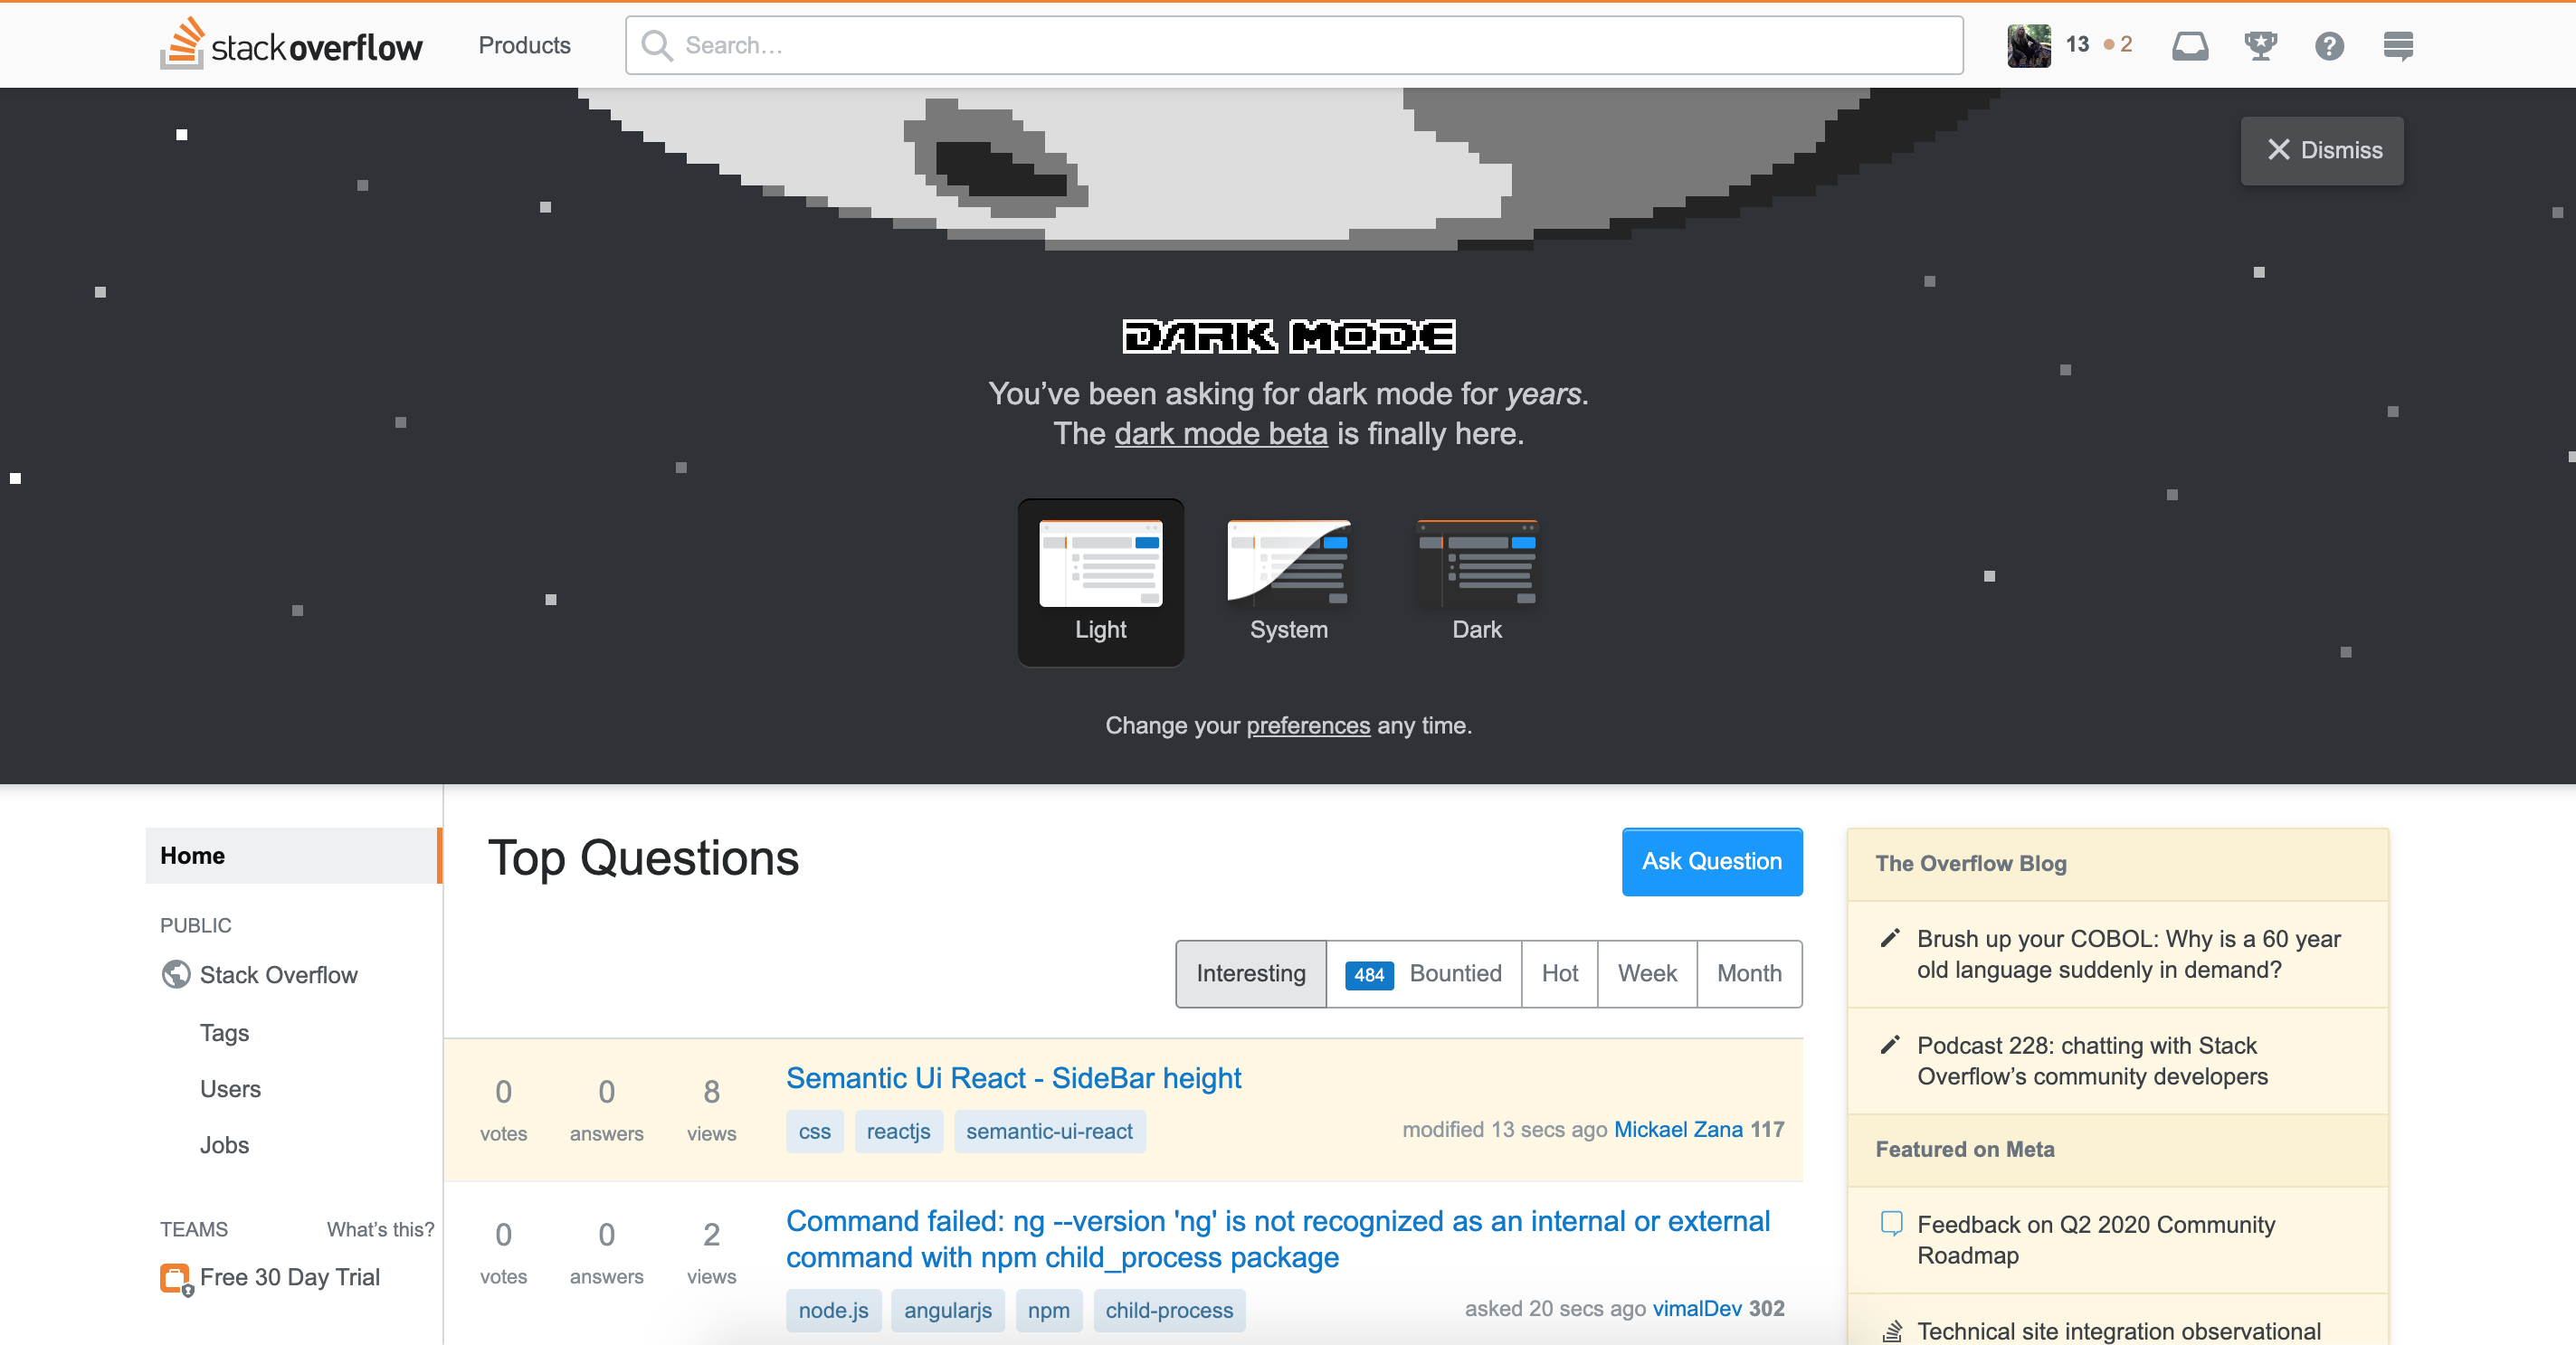 stackoverflow
Products
Search…
13 2
Dismiss
DARK MODE
You’ve been asking for dark mode for years.
The dark mode beta is finally here.
Light
System
Dark
Change your preferences any time.
Home
PUBLIC
Stack Overflow
Tags
Users
Jobs
TEAMS What’s this?
Free 30 Day Trial
Top Questions
Ask Question
Interesting
484 Bountied
Hot
Week
Month
0 votes
0 answers
8 views
Semantic Ui React - SideBar height
css reactjs semantic-ui-react
modified 13 secs ago Mickael Zana 117
0 votes
0 answers
2 views
Command failed: ng --version 'ng' is not recognized as an internal or external
command with npm child_process package
node.js angularjs npm child-process
asked 20 secs ago vimalDev 302
The Overflow Blog
Brush up your COBOL: Why is a 60 year
old language suddenly in demand?
Podcast 228: chatting with Stack
Overflow’s community developers
Featured on Meta
Feedback on Q2 2020 Community
Roadmap
Technical site integration observational